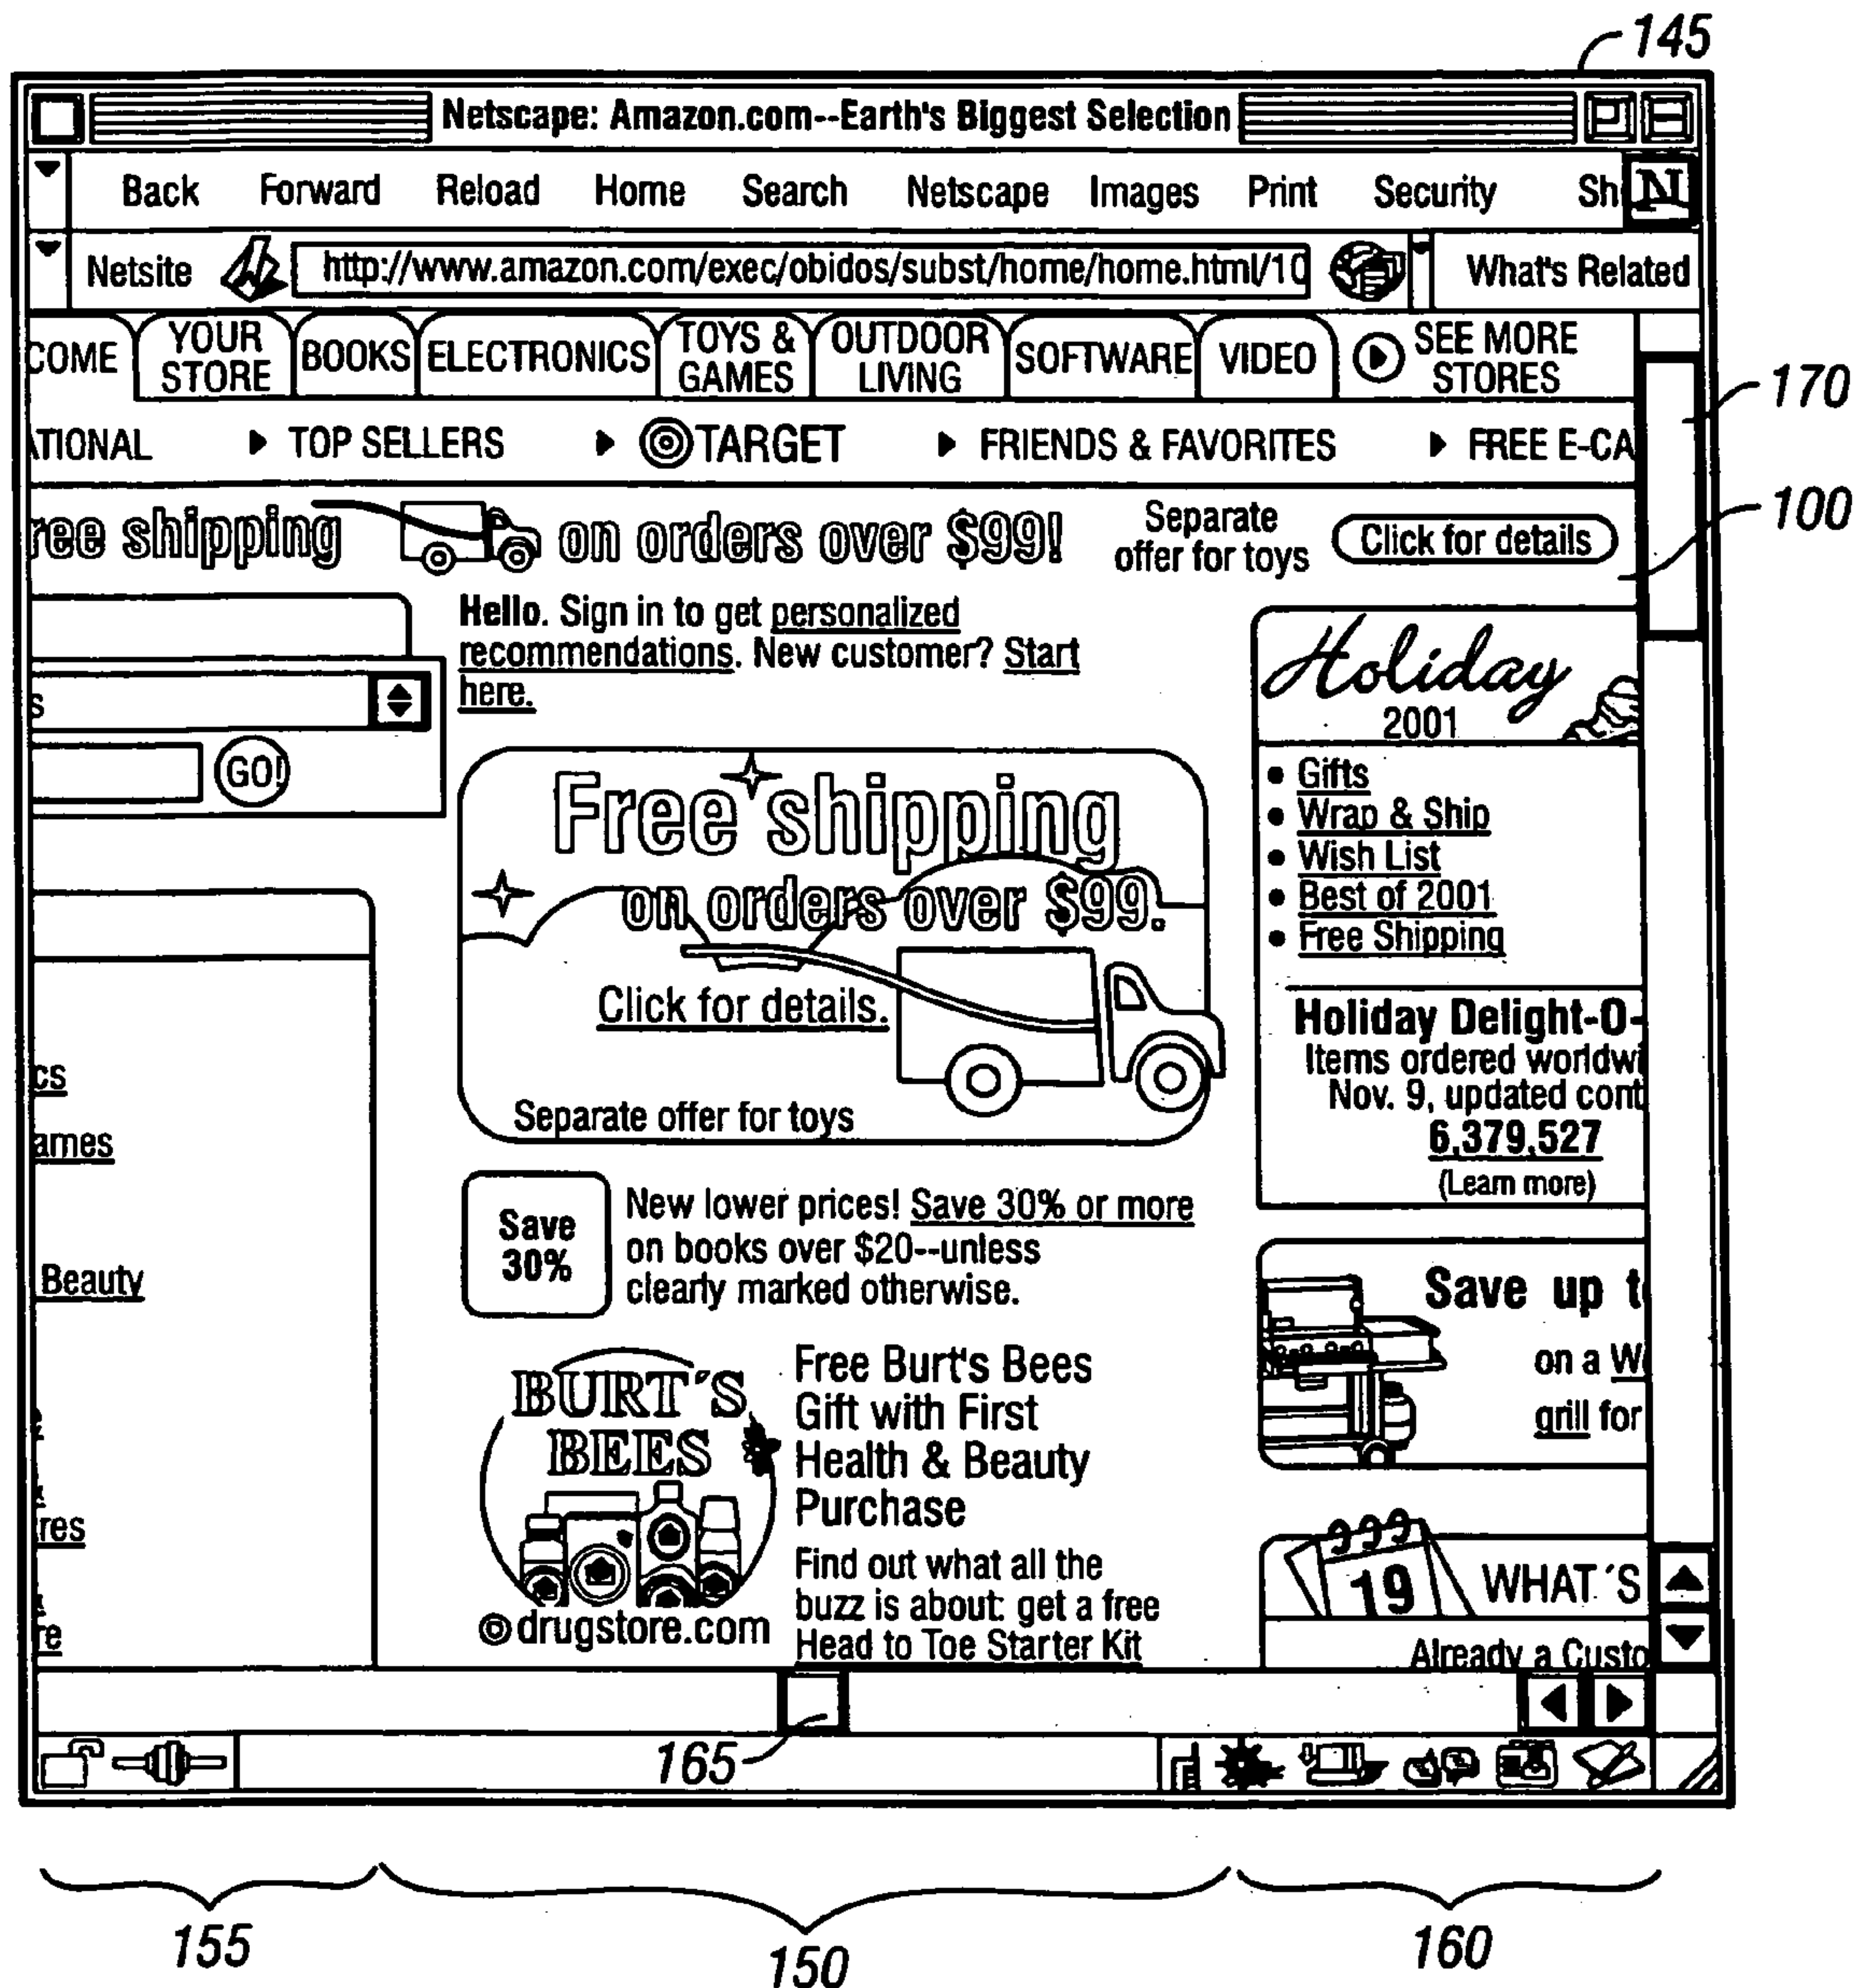 145
Netscape: Amazon.com--Earth's Biggest Selection
Back Forward Reload Home Search Netscape Images Print Security Sh N
Netsite http://www.amazon.com/exec/obidos/subst/home/home.html/10 What's Related
COME YOUR STORE BOOKS ELECTRONICS TOYS & GAMES OUTDOOR LIVING SOFTWARE VIDEO SEE MORE STORES
170
ATIONAL TOP SELLERS TARGET FRIENDS & FAVORITES FREE E-CA
100
ree shipping on orders over $99! Separate offer for toys Click for details
Hello. Sign in to get personalized
recommendations. New customer? Start
here.
s
GO!
Holiday
2001
• Gifts
• Wrap & Ship
• Wish List
• Best of 2001
• Free Shipping
Free shipping
on orders over $99.
Click for details.
Separate offer for toys
Holiday Delight-O-
Items ordered worldwi
Nov. 9, updated cont
6,379,527
(Learn more)
cs
ames
Beauty
res
re
Save
30%
New lower prices! Save 30% or more
on books over $20--unless
clearly marked otherwise.
Save up t
on a W
grill for
BURT´S
BEES
©drugstore.com
Free Burt's Bees
Gift with First
Health & Beauty
Purchase
Find out what all the
buzz is about: get a free
Head to Toe Starter Kit
19 WHAT´S
Already a Custo
165
155
150
160